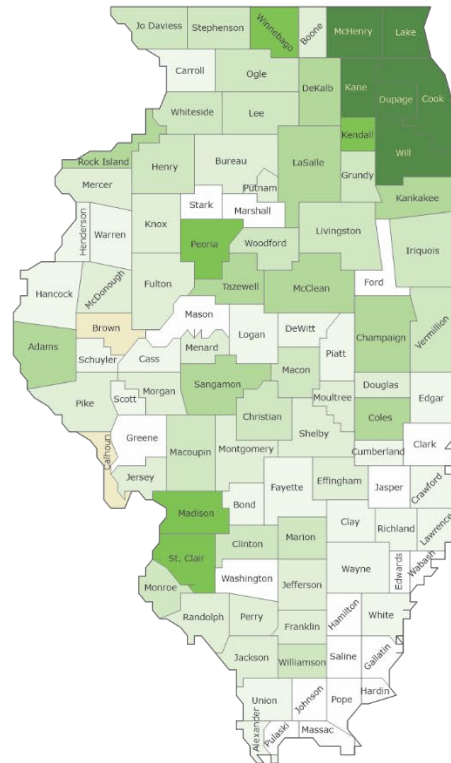 Jo Daviess
Stephenson
Winnebago
Boone
McHenry
Lake
Carroll
Ogle
DeKalb
Kane
Dupage
Cook
Whiteside
Lee
Kendall
Will
Rock Island
Henry
Bureau
LaSalle
Grundy
Mercer
Putnam
Kankakee
Henderson
Warren
Knox
Stark
Marshall
Peoria
Woodford
Livingston
Iriquois
Hancock
McDonough
Fulton
Tazewell
McClean
Ford
Mason
Brown
Schuyler
Cass
Menard
Logan
DeWitt
Piatt
Champaign
Vermillion
Adams
Pike
Scott
Morgan
Sangamon
Macon
Moultree
Douglas
Edgar
Christian
Coles
Calhoun
Greene
Macoupin
Montgomery
Shelby
Cumberland
Clark
Jersey
Fayette
Effingham
Jasper
Crawford
Madison
Bond
Clay
Richland
Lawrence
St. Clair
Clinton
Marion
Wayne
Edwards
Wabash
Monroe
Washington
Jefferson
Hamilton
White
Randolph
Perry
Franklin
Jackson
Williamson
Saline
Gallatin
Union
Johnson
Pope
Hardin
Alexander
Pulaski
Massac